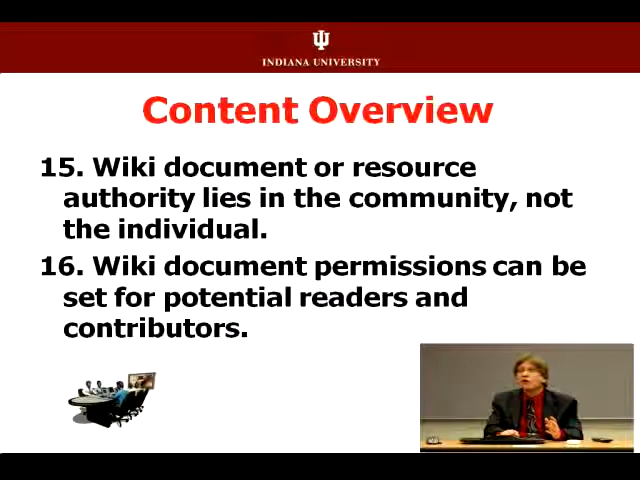 INDIANA UNIVERSITY
Content Overview
15. Wiki document or resource
authority lies in the community, not
the individual.
16. Wiki document permissions can be
set for potential readers and
contributors.